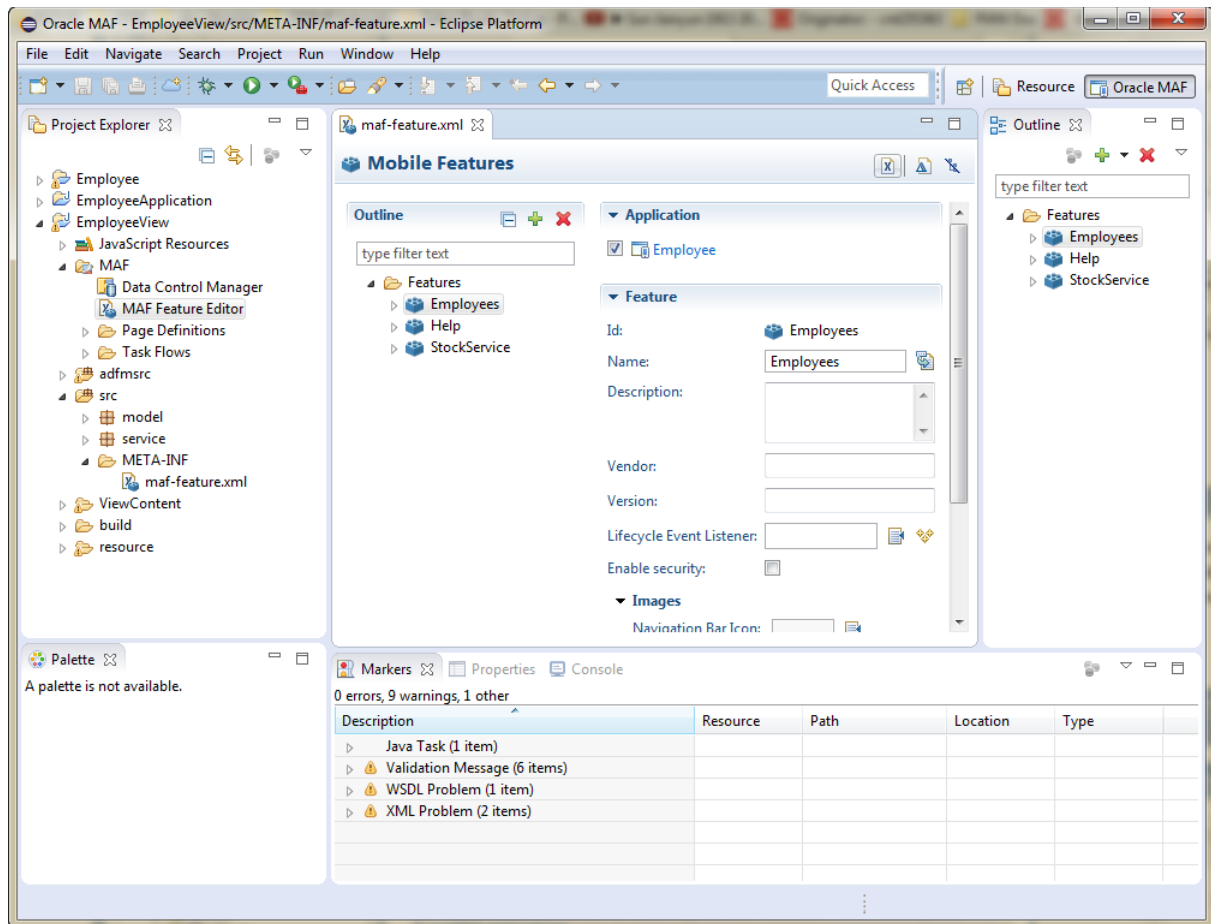 Oracle MAF - EmployeeView/src/META-INF/maf-feature.xml - Eclipse Platform
File Edit Navigate Search Project Run Window Help
Quick Access
Resource
Oracle MAF
Project Explorer
Employee
EmployeeApplication
EmployeeView
JavaScript Resources
MAF
Data Control Manager
MAF Feature Editor
Page Definitions
Task Flows
adfmsrc
src
model
service
META-INF
maf-feature.xml
ViewContent
build
resource
maf-feature.xml
Mobile Features
Outline
type filter text
Features
Employees
Help
StockService
Application
Employee
Feature
Id: Employees
Name: Employees
Description:
Vendor:
Version:
Lifecycle Event Listener:
Enable security:
Images
Navigation Bar Icon:
Outline
type filter text
Features
Employees
Help
StockService
Palette
A palette is not available.
Markers Properties Console
0 errors, 9 warnings, 1 other
Description Resource Path Location Type
Java Task (1 item)
Validation Message (6 items)
WSDL Problem (1 item)
XML Problem (2 items)